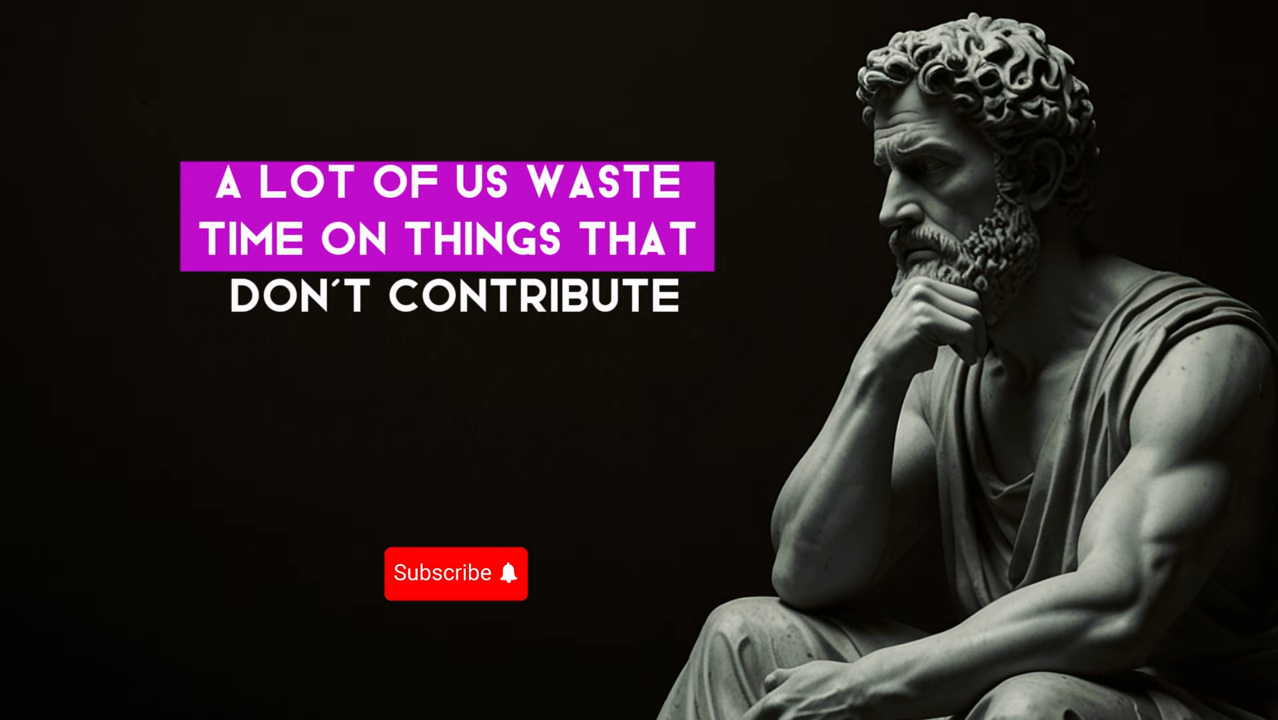 A LOT OF US WASTE
TIME ON THINGS THAT
DON´T CONTRIBUTE
Subscribe